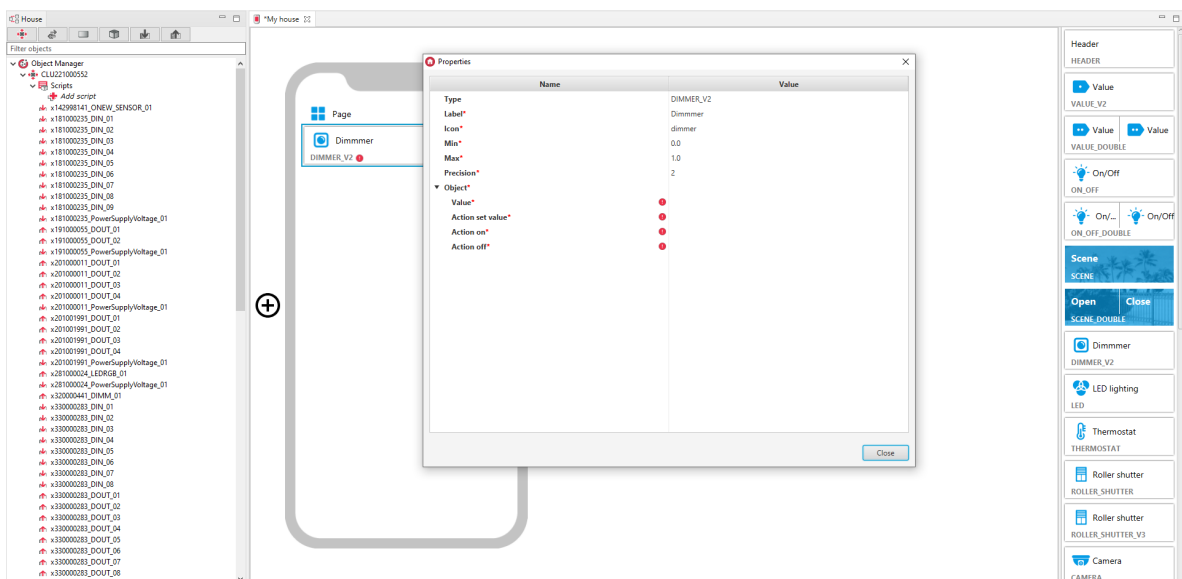 House
Filter objects
Object Manager
CLU221000552
Scripts
Add script
x142998141_ONEW_SENSOR_01
x181000235_DIN_01
x181000235_DIN_02
x181000235_DIN_03
x181000235_DIN_04
x181000235_DIN_05
x181000235_DIN_06
x181000235_DIN_07
x181000235_DIN_08
x181000235_DIN_09
x181000235_PowerSupplyVoltage_01
x191000055_DOUT_01
x191000055_DOUT_02
x191000055_PowerSupplyVoltage_01
x201000011_DOUT_01
x201000011_DOUT_02
x201000011_DOUT_03
x201000011_DOUT_04
x201000011_PowerSupplyVoltage_01
x201001991_DOUT_01
x201001991_DOUT_02
x201001991_DOUT_03
x201001991_DOUT_04
x201001991_PowerSupplyVoltage_01
x281000024_LEDRGB_01
x281000024_PowerSupplyVoltage_01
x320000441_DIMM_01
x330000283_DIN_01
x330000283_DIN_02
x330000283_DIN_03
x330000283_DIN_04
x330000283_DIN_05
x330000283_DIN_06
x330000283_DIN_07
x330000283_DIN_08
x330000283_DOUT_01
x330000283_DOUT_02
x330000283_DOUT_03
x330000283_DOUT_04
x330000283_DOUT_05
x330000283_DOUT_06
x330000283_DOUT_07
x330000283_DOUT_08
*My house
Page
Dimmmer
DIMMER_V2
Properties
Name Value
Type DIMMER_V2
Label* Dimmmer
Icon* dimmer
Min* 0.0
Max* 1.0
Precision* 2
Object*
Value*
Action set value*
Action on*
Action off*
Close
Header
HEADER
Value
VALUE_V2
Value Value
VALUE_DOUBLE
On/Off
ON_OFF
On/... On/Off
ON_OFF_DOUBLE
Scene
SCENE
Open Close
SCENE_DOUBLE
Dimmmer
DIMMER_V2
LED lighting
LED
Thermostat
THERMOSTAT
Roller shutter
ROLLER_SHUTTER
Roller shutter
ROLLER_SHUTTER_V3
Camera
CAMERA